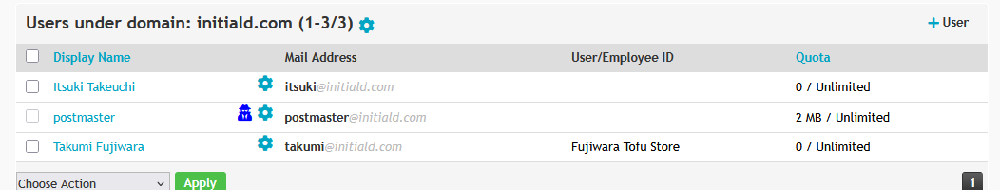 Users under domain: initiald.com (1-3/3)
+ User
Display Name Mail Address User/Employee ID Quota
Itsuki Takeuchi itsuki@initiald.com 0 / Unlimited
postmaster postmaster@initiald.com 2 MB / Unlimited
Takumi Fujiwara takumi@initiald.com Fujiwara Tofu Store 0 / Unlimited
Choose Action Apply 1